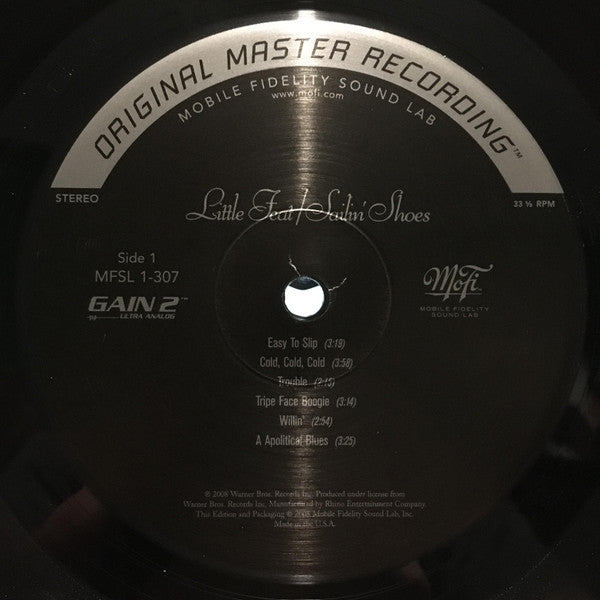 ORIGINAL MASTER RECORDING™
MOBILE FIDELITY SOUND LAB
www.mofi.com
STEREO
33 ⅓ RPM
Little Feat / Sailin' Shoes
Side 1
MFSL 1-307
GAIN 2™
ULTRA ANALOG
MoFi
MOBILE FIDELITY
SOUND LAB
Easy To Slip (3:19)
Cold, Cold, Cold (3:58)
Trouble (2:15)
Tripe Face Boogie (3:14)
Willin' (2:54)
A Apolitical Blues (3:25)
℗ 2008 Warner Bros. Records Inc. Produced under license from
Warner Bros. Records Inc. Manufactured by Rhino Entertainment Company.
This Edition and Packaging © 2008 Mobile Fidelity Sound Lab, Inc.
Made in the U.S.A.